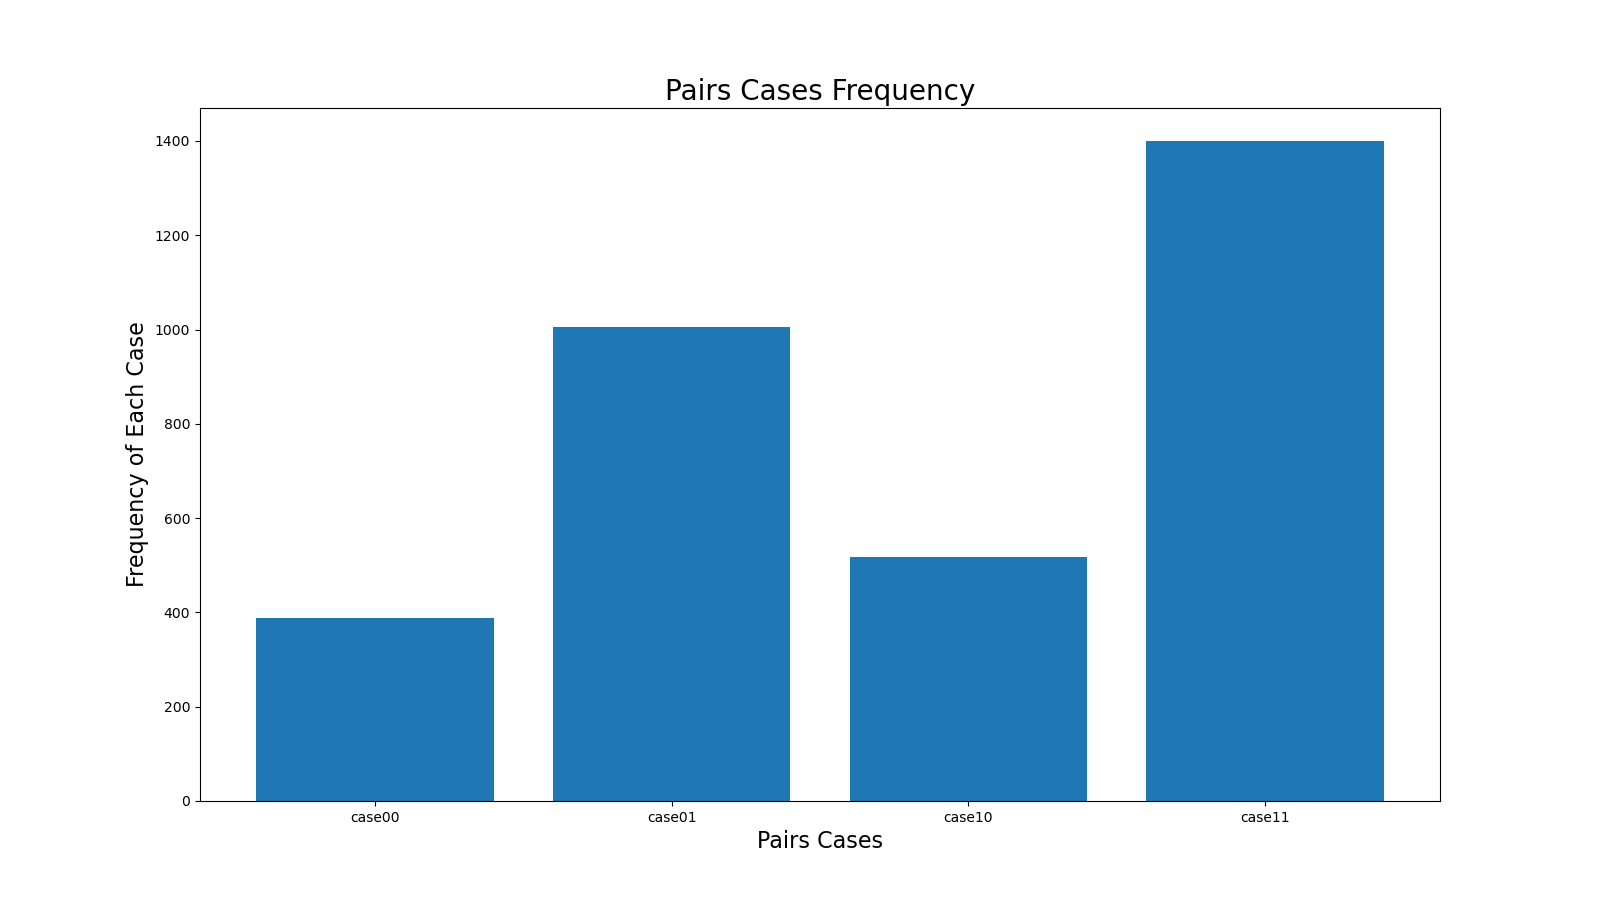 Pairs Cases Frequency
Frequency of Each Case
1400
1200
1000
800
600
400
200
0
case00 case01 case10 case11
Pairs Cases